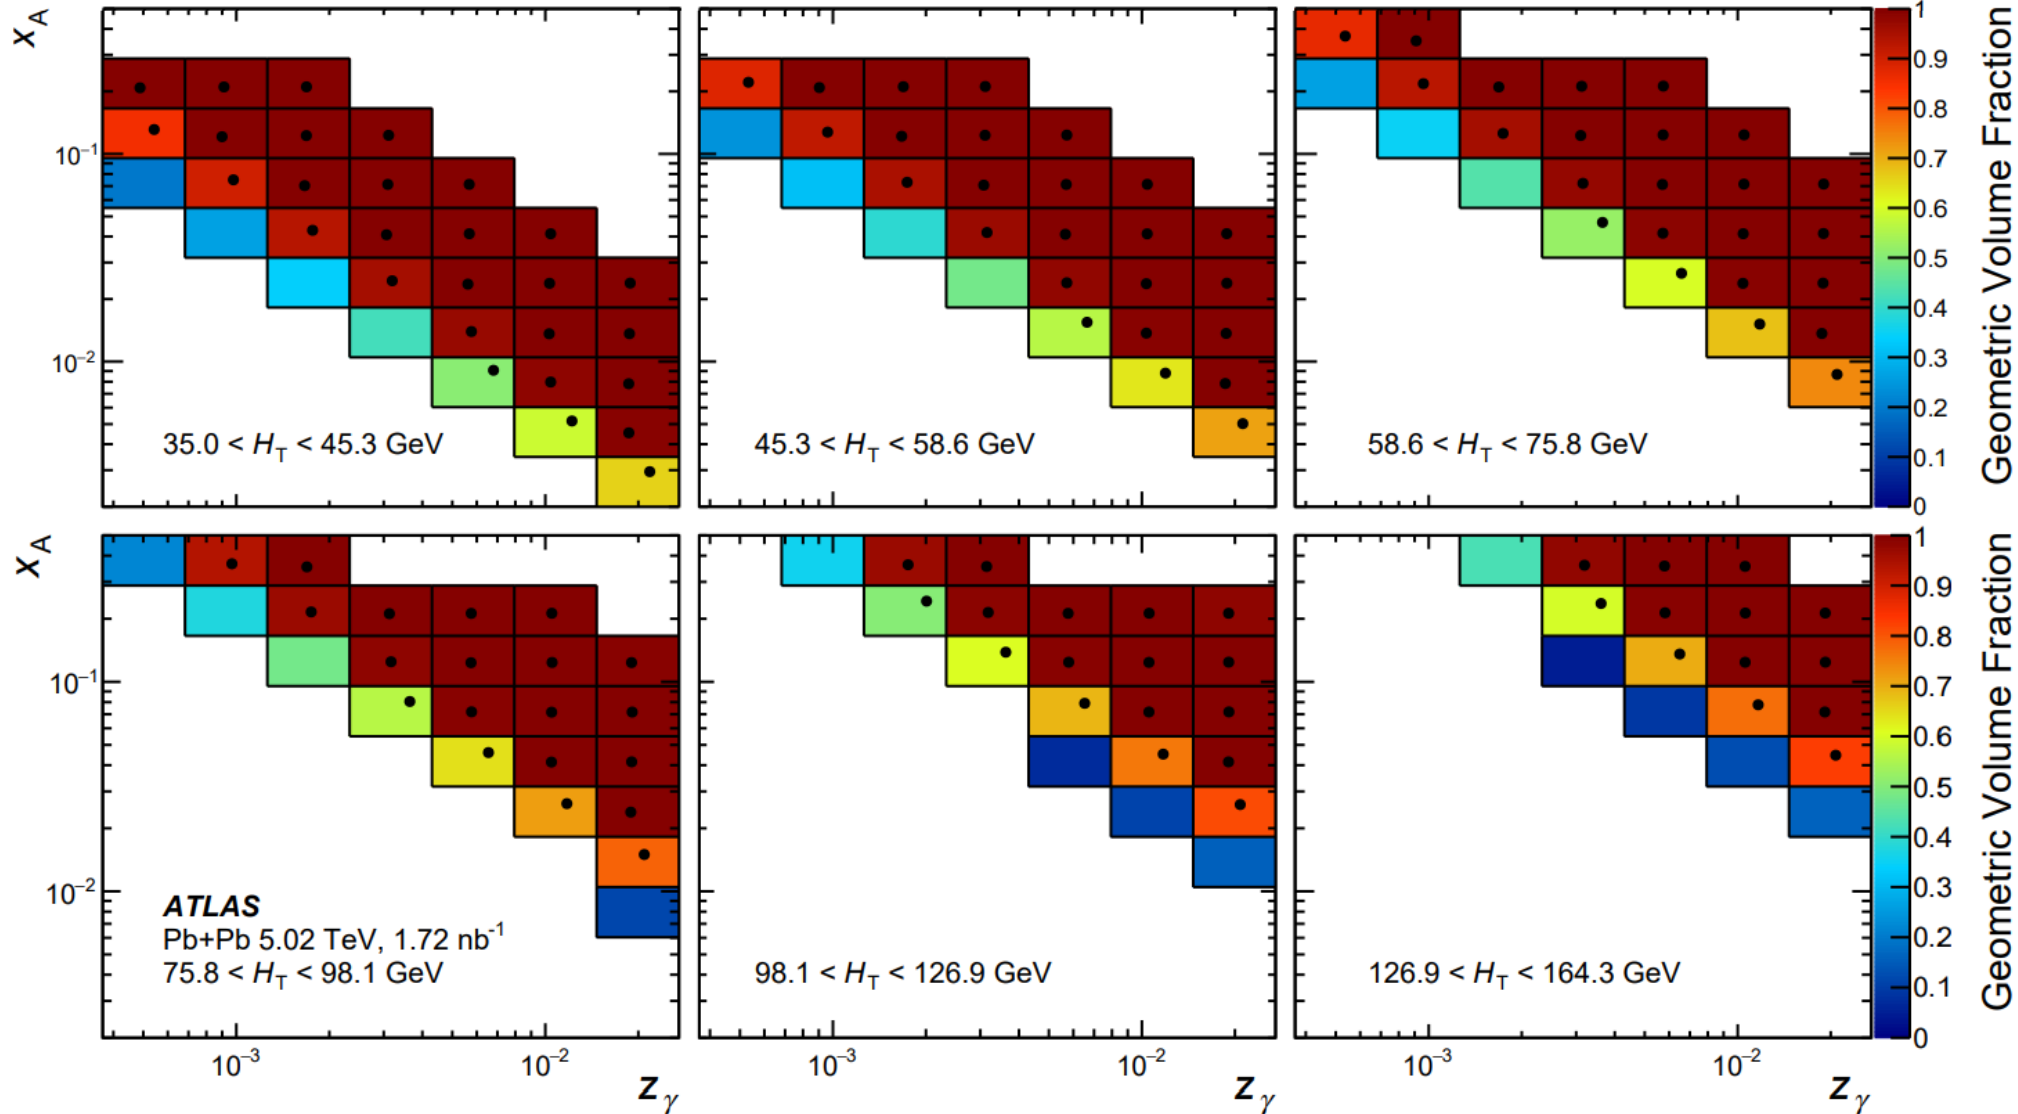 x_A
10⁻¹
10⁻²
35.0 < H_T < 45.3 GeV
45.3 < H_T < 58.6 GeV
58.6 < H_T < 75.8 GeV
1
0.9
0.8
0.7
0.6
0.5
0.4
0.3
0.2
0.1
0
Geometric Volume Fraction
x_A
10⁻¹
10⁻²
ATLAS
Pb+Pb 5.02 TeV, 1.72 nb⁻¹
75.8 < H_T < 98.1 GeV
98.1 < H_T < 126.9 GeV
126.9 < H_T < 164.3 GeV
1
0.9
0.8
0.7
0.6
0.5
0.4
0.3
0.2
0.1
0
Geometric Volume Fraction
10⁻³ 10⁻²
z_γ
10⁻³ 10⁻²
z_γ
10⁻³ 10⁻²
z_γ